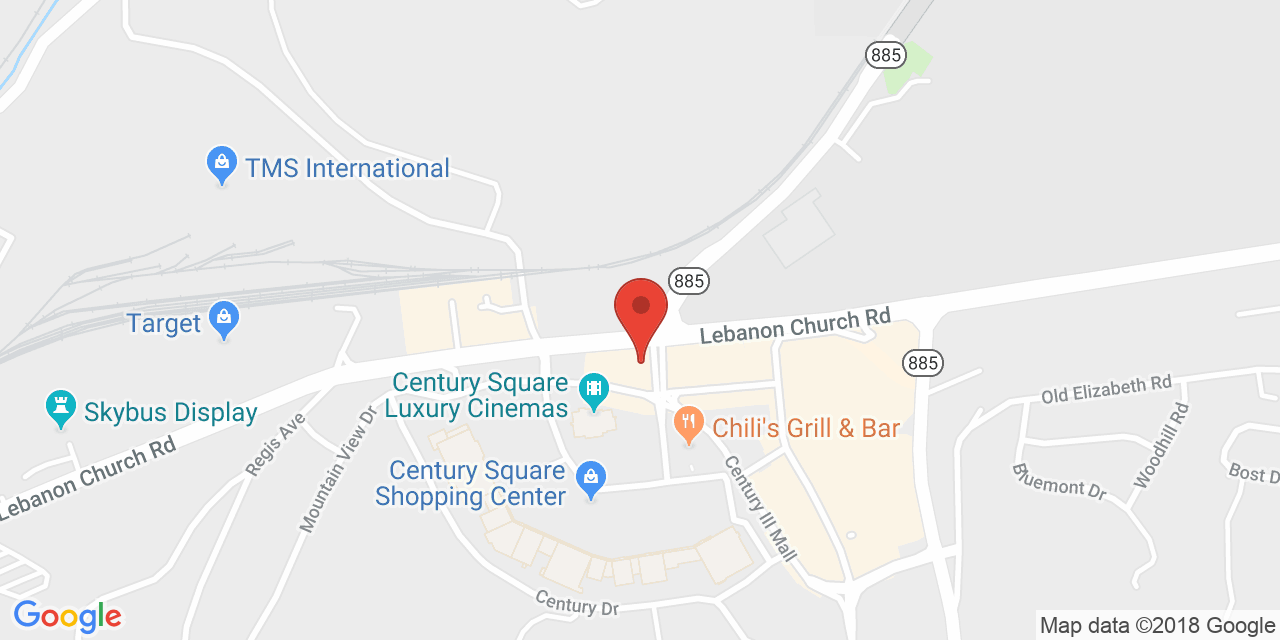 885
TMS International
885
Target
Lebanon Church Rd
885
Century Square
Luxury Cinemas
Old Elizabeth Rd
Skybus Display
Chili's Grill & Bar
Regis Ave
Mountain View Dr
Woodhill Rd
Lebanon Church Rd
Century Square
Shopping Center
Century III Mall
Bluemont Dr
Bost D
Century Dr
Google
Map data ©2018 Google